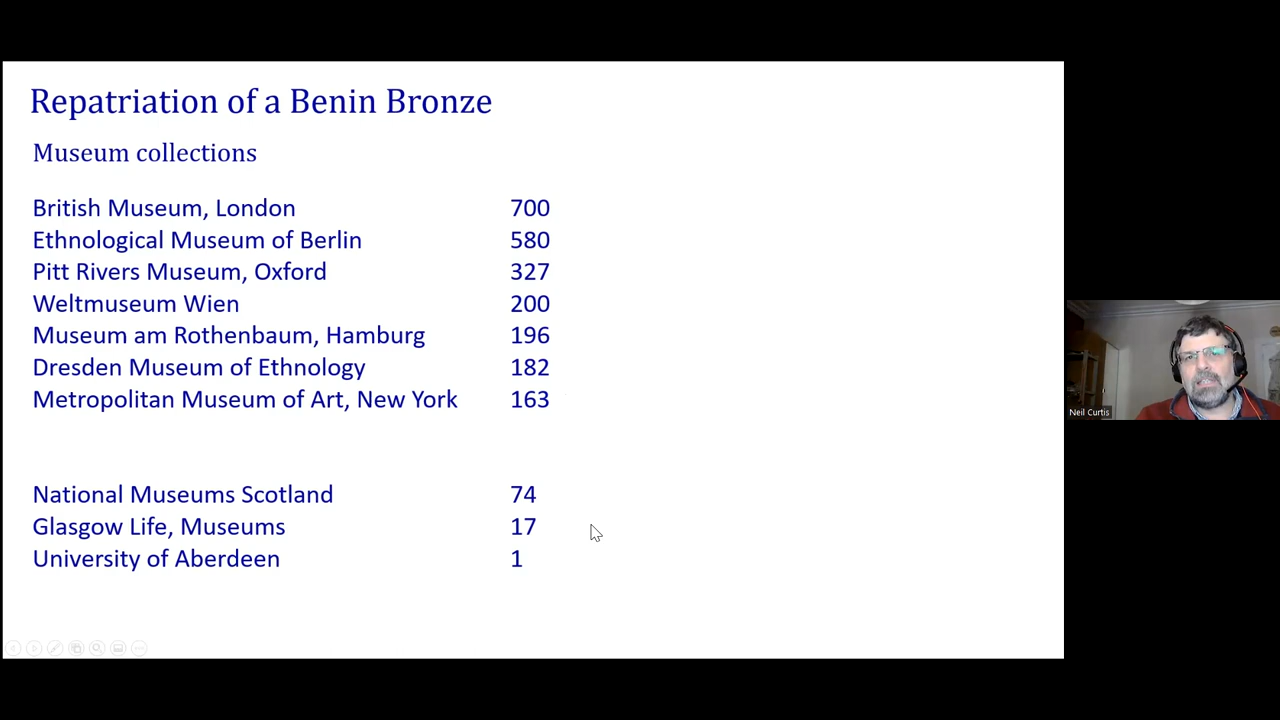 Repatriation of a Benin Bronze
Museum collections
British Museum, London 700
Ethnological Museum of Berlin 580
Pitt Rivers Museum, Oxford 327
Weltmuseum Wien 200
Museum am Rothenbaum, Hamburg 196
Dresden Museum of Ethnology 182
Metropolitan Museum of Art, New York 163
National Museums Scotland 74
Glasgow Life, Museums 17
University of Aberdeen 1
Neil Curtis